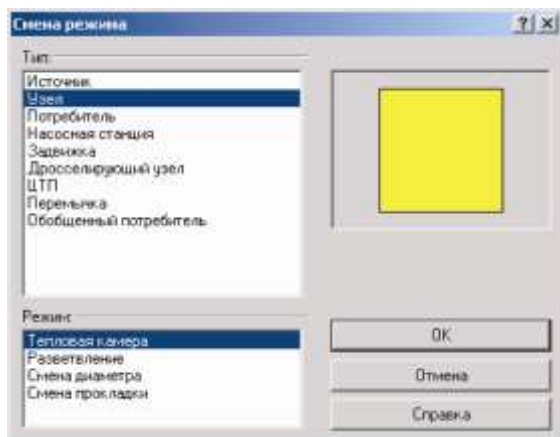 Смена режима
Тип:
Источник
Узел
Потребитель
Насосная станция
Задвижка
Дросселирующий узел
ЦТП
Перемычка
Обобщенный потребитель
Режим:
Тепловая камера
Разветвление
Смена диаметра
Смена прокладки
OK
Отмена
Справка